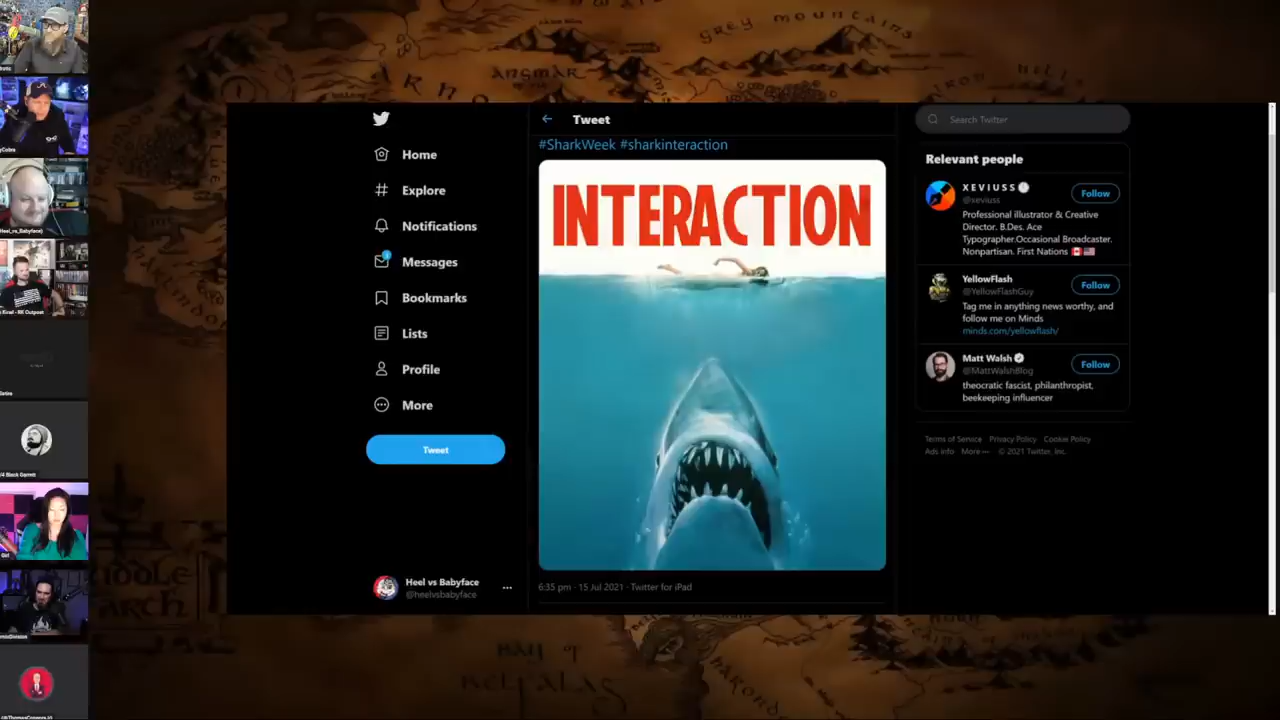 GREY MOUNTAINS
ANGMAR
Home
Explore
Notifications
Messages
Bookmarks
Lists
Profile
More
Tweet
Heel vs Babyface
@heelvsbabyface
Tweet
#SharkWeek #sharkinteraction
INTERACTION
6:35 pm · 15 Jul 2021 · Twitter for iPad
Search Twitter
Relevant people
XEVIUSS
@xeviuss
Follow
Professional illustrator & Creative
Director. B.Des. Ace
Typographer.Occasional Broadcaster.
Nonpartisan. First Nations
YellowFlash
@YellowFlashGuy
Follow
Tag me in anything news worthy, and
follow me on Minds
minds.com/yellowflash/
Matt Walsh
@MattWalshBlog
Follow
theocratic fascist, philanthropist,
beekeeping influencer
Terms of Service Privacy Policy Cookie Policy
Ads info More ··· © 2021 Twitter, Inc.
BAY OF
BELFALAS